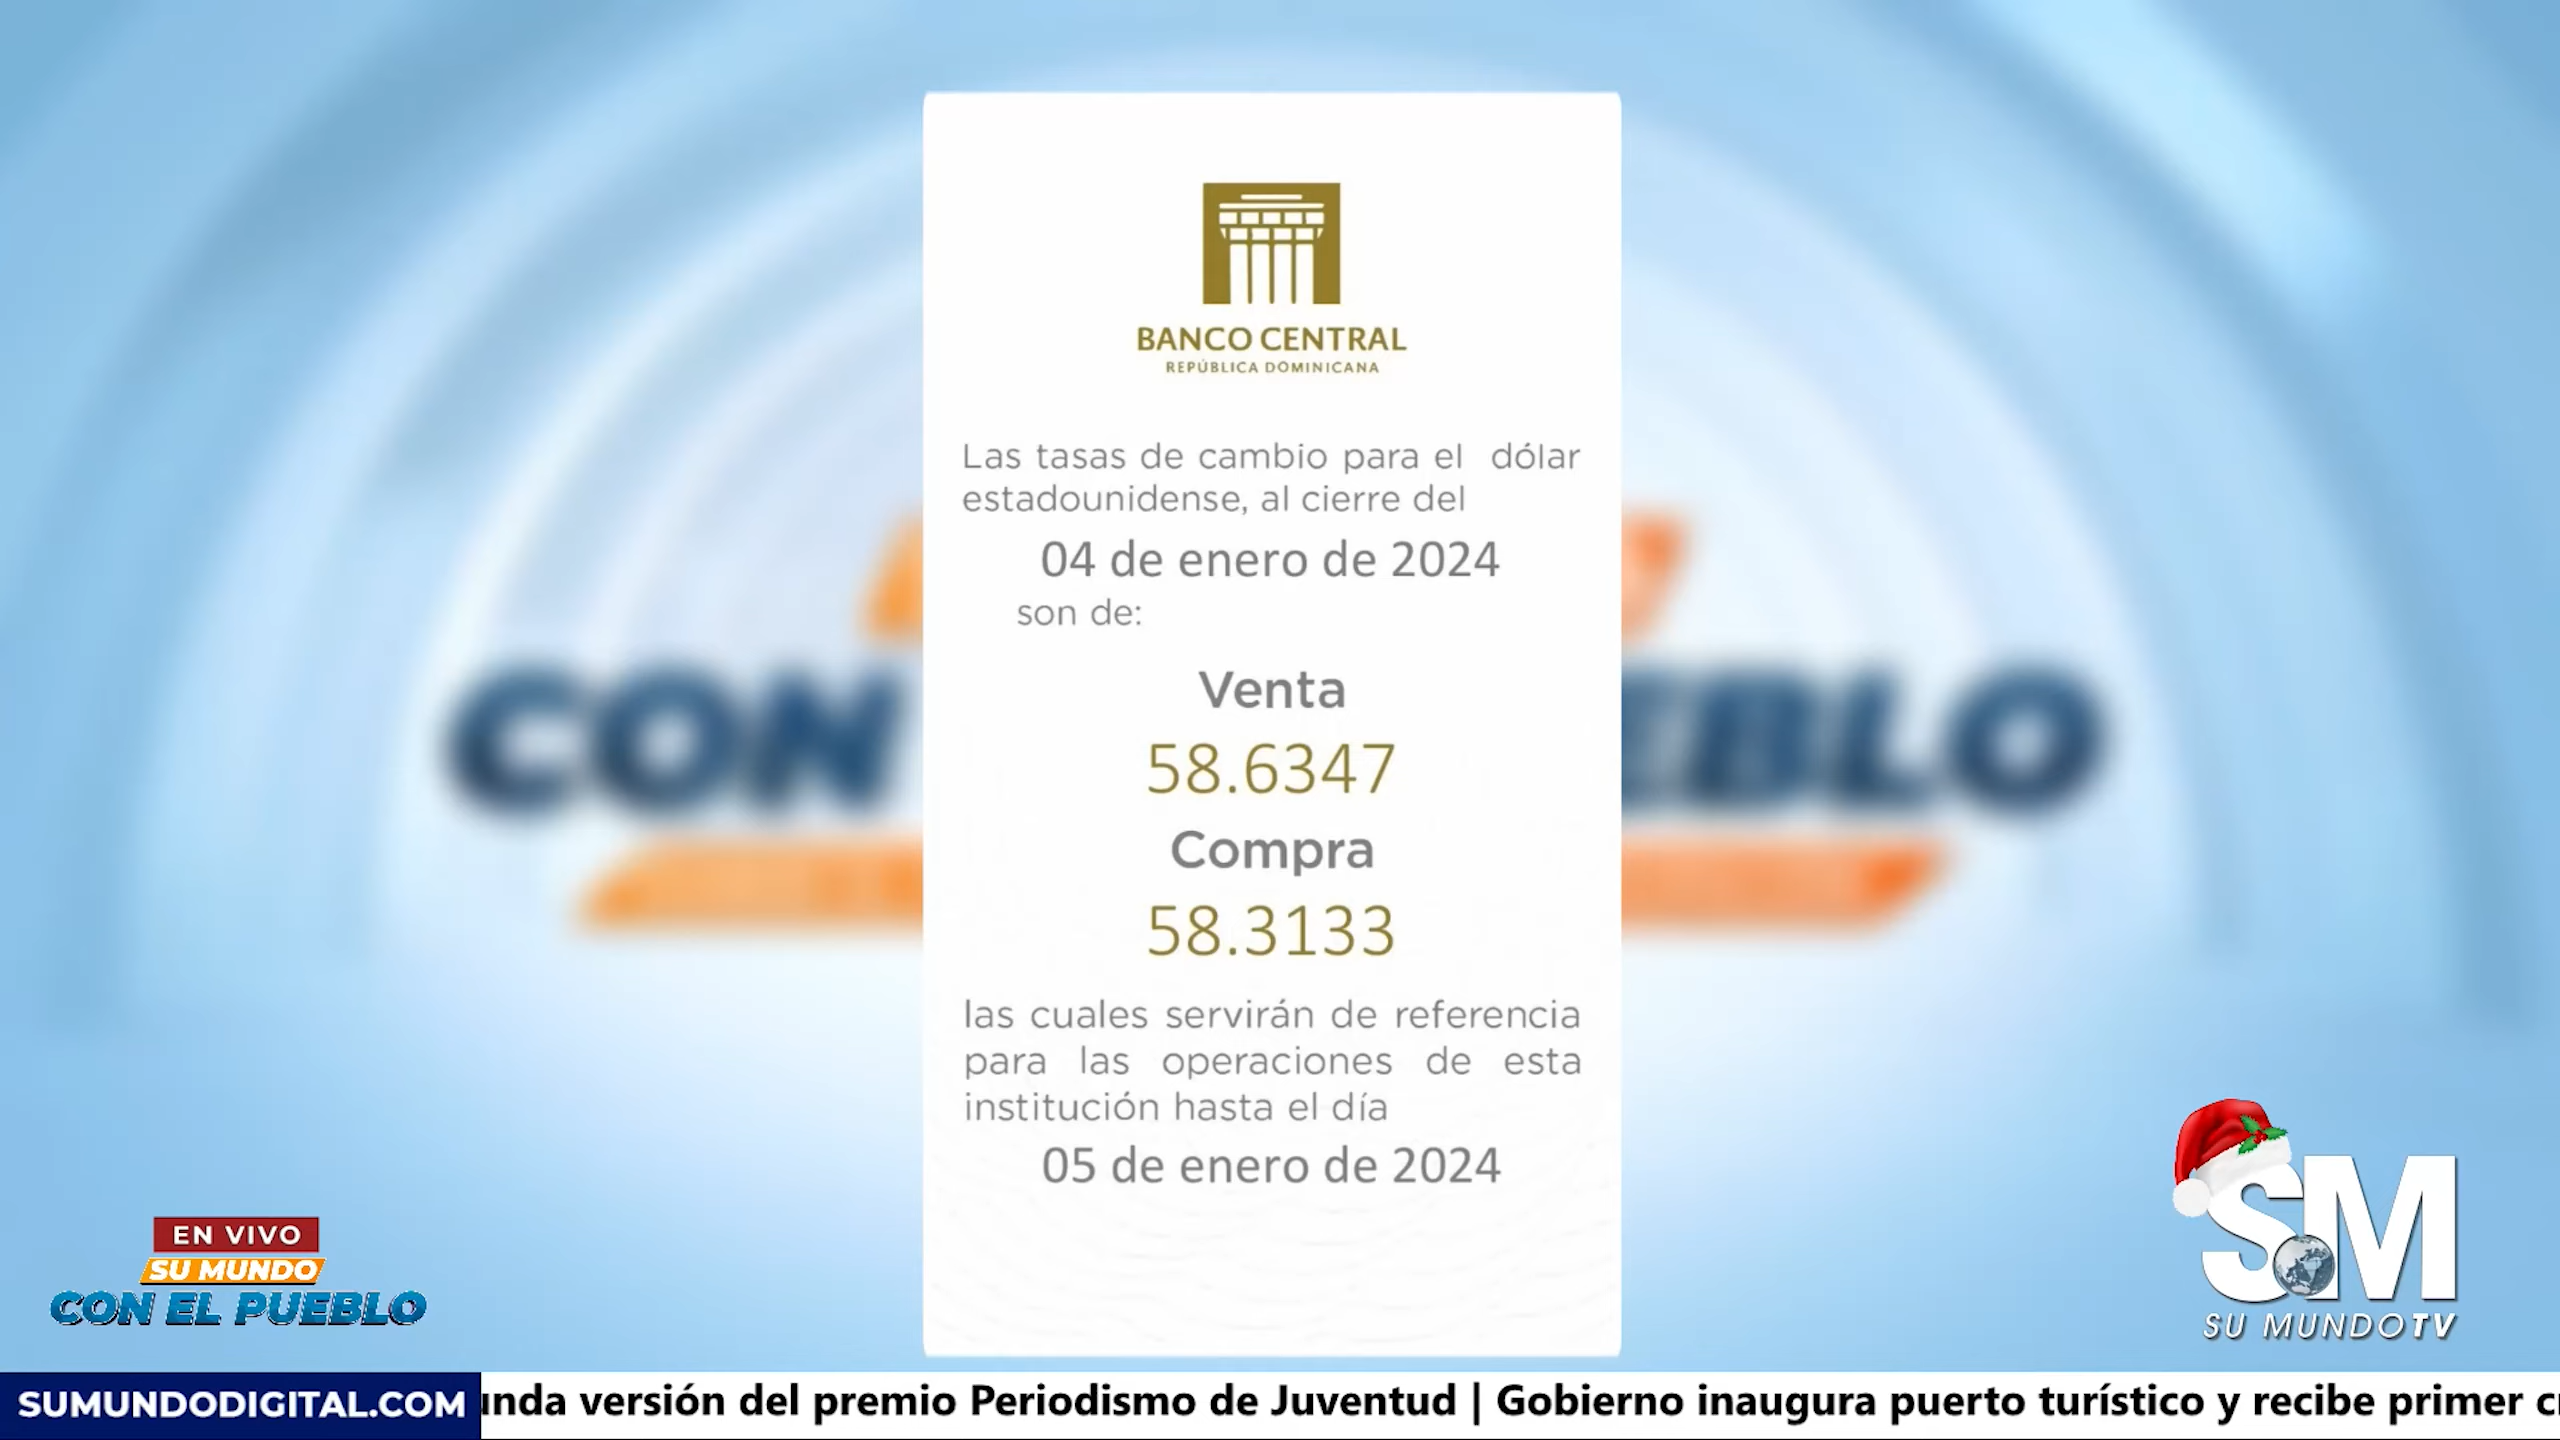 BANCO CENTRAL
REPÚBLICA DOMINICANA
Las tasas de cambio para el dólar
estadounidense, al cierre del
04 de enero de 2024
son de:
Venta
58.6347
Compra
58.3133
las cuales servirán de referencia
para las operaciones de esta
institución hasta el día
05 de enero de 2024
CON
EBLO
EN VIVO
SU MUNDO
CON EL PUEBLO
SM
SU MUNDO TV
SUMUNDODIGITAL.COM
unda versión del premio Periodismo de Juventud | Gobierno inaugura puerto turístico y recibe primer c